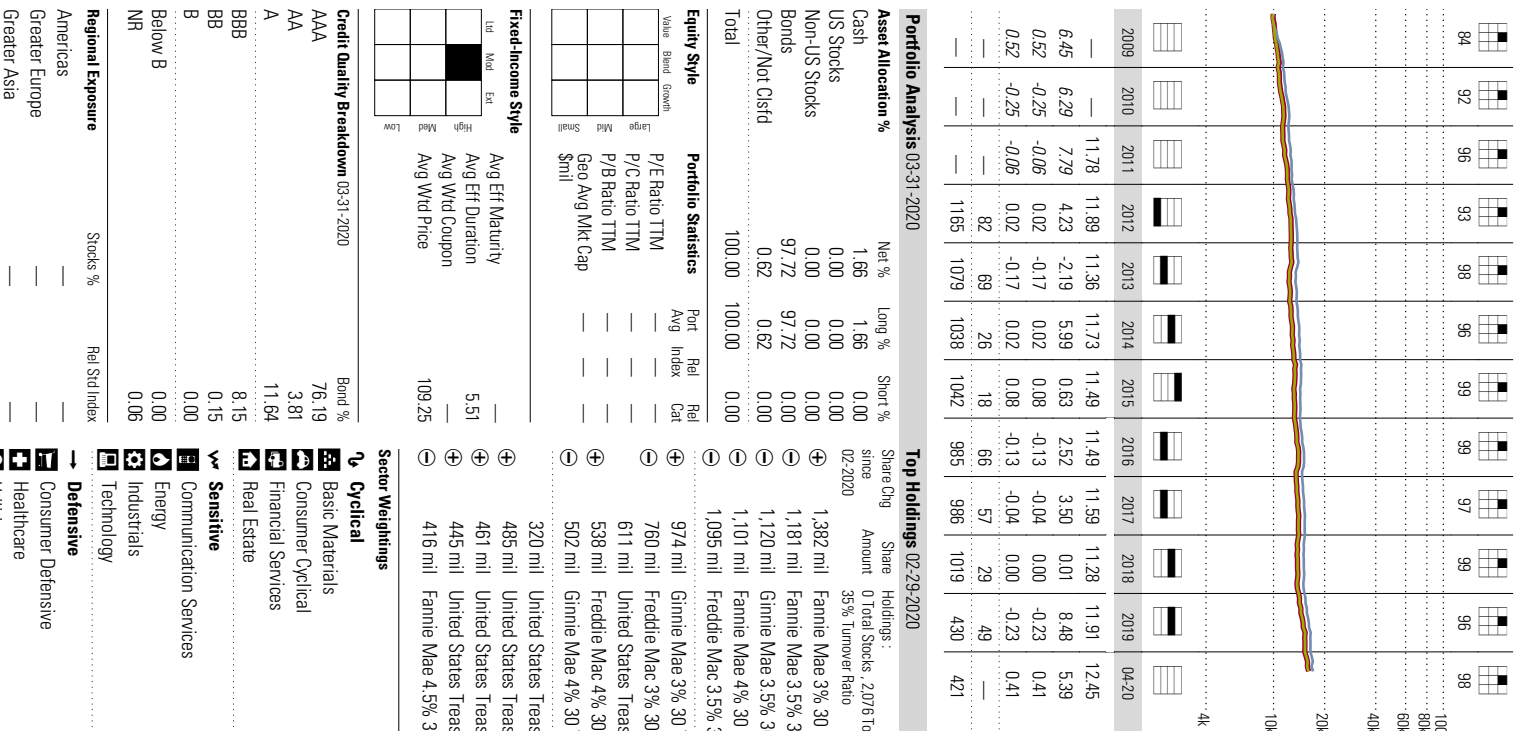 84 92 96 93 98 96 99 99 97 99 96 98
100
80k
60k
40k
20k
10k
4k
2009 2010 2011 2012 2013 2014 2015 2016 2017 2018 2019 04-20
— — 11.78 11.89 11.36 11.73 11.49 11.49 11.59 11.28 11.91 12.45
6.45 6.29 7.79 4.23 -2.19 5.99 0.63 2.52 3.50 0.01 8.48 5.39
0.52 -0.25 -0.06 0.02 -0.17 0.02 0.08 -0.13 -0.04 0.00 -0.23 0.41
0.52 -0.25 -0.06 0.02 -0.17 0.02 0.08 -0.13 -0.04 0.00 -0.23 0.41
— — — 82 69 26 18 66 57 29 49 —
— — — 1165 1079 1038 1042 985 986 1019 430 421
Portfolio Analysis 03-31-2020
Asset Allocation % Net % Long % Short %
Cash 1.66 1.66 0.00
US Stocks 0.00 0.00 0.00
Non-US Stocks 0.00 0.00 0.00
Bonds 97.72 97.72 0.00
Other/Not Clsfd 0.62 0.62 0.00
Total 100.00 100.00 0.00
Equity Style
Value Blend Growth
Large
Mid
Small
Portfolio Statistics Port Avg Rel Index Rel Cat
P/E Ratio TTM — — —
P/C Ratio TTM — — —
P/B Ratio TTM — — —
Geo Avg Mkt Cap — — —
$mil
Fixed-Income Style
Ltd Mod Ext
High
Med
Low
Avg Eff Maturity —
Avg Eff Duration 5.51
Avg Wtd Coupon —
Avg Wtd Price 109.25
Credit Quality Breakdown 03-31-2020 Bond %
AAA 76.19
AA 3.81
A 11.64
BBB 8.15
BB 0.15
B 0.00
Below B 0.00
NR 0.06
Regional Exposure Stocks % Rel Std Index
Americas — —
Greater Europe — —
Greater Asia — —
Top Holdings 02-29-2020
Share Chg since 02-2020
Share Amount
Holdings :
0 Total Stocks , 2,076 To
35% Turnover Ratio
1,382 mil Fannie Mae 3% 30
1,181 mil Fannie Mae 3.5% 3
1,120 mil Ginnie Mae 3.5% 3
1,101 mil Fannie Mae 4% 30
1,095 mil Freddie Mac 3.5%
974 mil Ginnie Mae 3% 30
760 mil Freddie Mac 3% 30
611 mil United States Treas
538 mil Freddie Mac 4% 30
502 mil Ginnie Mae 4% 30
320 mil United States Treas
485 mil United States Treas
461 mil United States Treas
445 mil United States Treas
416 mil Fannie Mae 4.5% 3
Sector Weightings
Cyclical
Basic Materials
Consumer Cyclical
Financial Services
Real Estate
Sensitive
Communication Services
Energy
Industrials
Technology
Defensive
Consumer Defensive
Healthcare